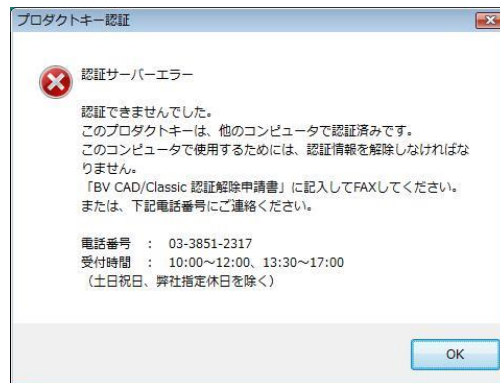 プロダクトキー認証
認証サーバーエラー
認証できませんでした。
このプロダクトキーは、他のコンピュータで認証済みです。
このコンピュータで使用するためには、認証情報を解除しなければな
りません。
「BV CAD/Classic 認証解除申請書」に記入してFAXしてください。
または、下記電話番号にご連絡ください。
電話番号 : 03-3851-2317
受付時間 : 10:00～12:00、13:30～17:00
（土日祝日、弊社指定休日を除く）
OK